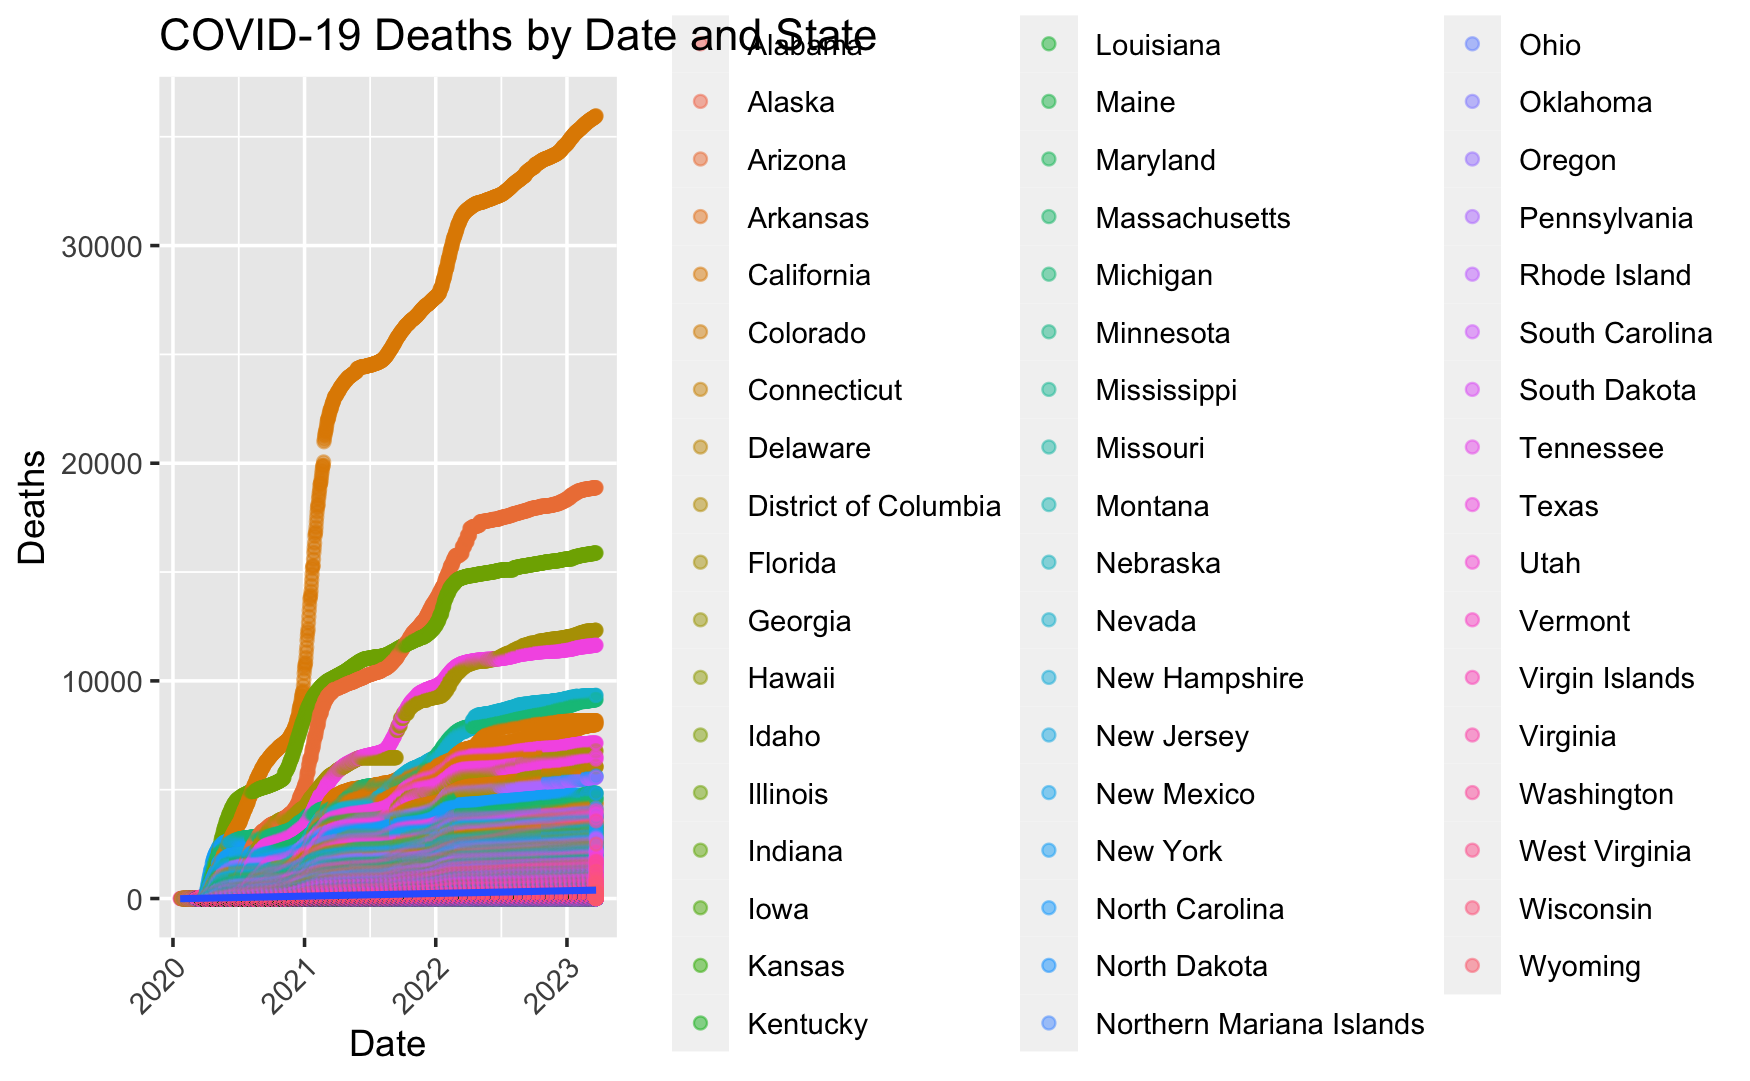 COVID-19 Deaths by Date and State
Deaths
30000
20000
10000
0
2020
2021
2022
2023
Date
Alabama
Alaska
Arizona
Arkansas
California
Colorado
Connecticut
Delaware
District of Columbia
Florida
Georgia
Hawaii
Idaho
Illinois
Indiana
Iowa
Kansas
Kentucky
Louisiana
Maine
Maryland
Massachusetts
Michigan
Minnesota
Mississippi
Missouri
Montana
Nebraska
Nevada
New Hampshire
New Jersey
New Mexico
New York
North Carolina
North Dakota
Northern Mariana Islands
Ohio
Oklahoma
Oregon
Pennsylvania
Rhode Island
South Carolina
South Dakota
Tennessee
Texas
Utah
Vermont
Virgin Islands
Virginia
Washington
West Virginia
Wisconsin
Wyoming